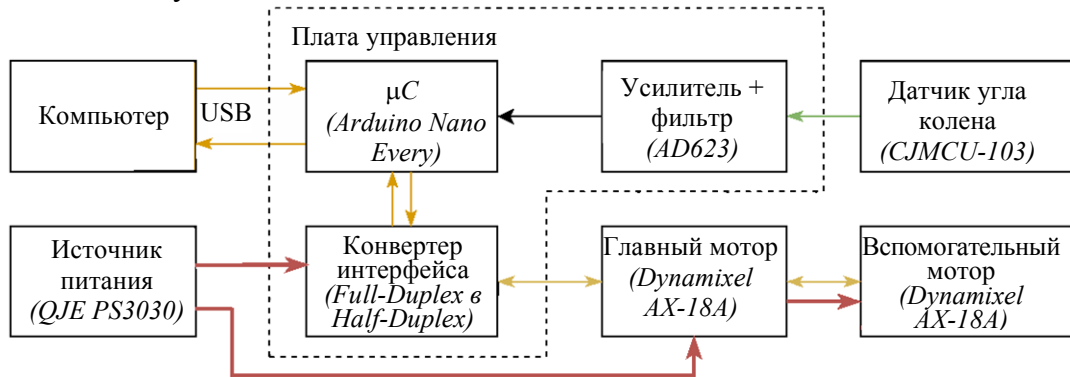 Плата управления
Компьютер
USB
μC
(Arduino Nano
Every)
Усилитель +
фильтр
(AD623)
Датчик угла
колена
(CJMCU-103)
Источник
питания
(QJE PS3030)
Конвертер
интерфейса
(Full-Duplex в
Half-Duplex)
Главный мотор
(Dynamixel
AX-18A)
Вспомогательный
мотор
(Dynamixel
AX-18A)